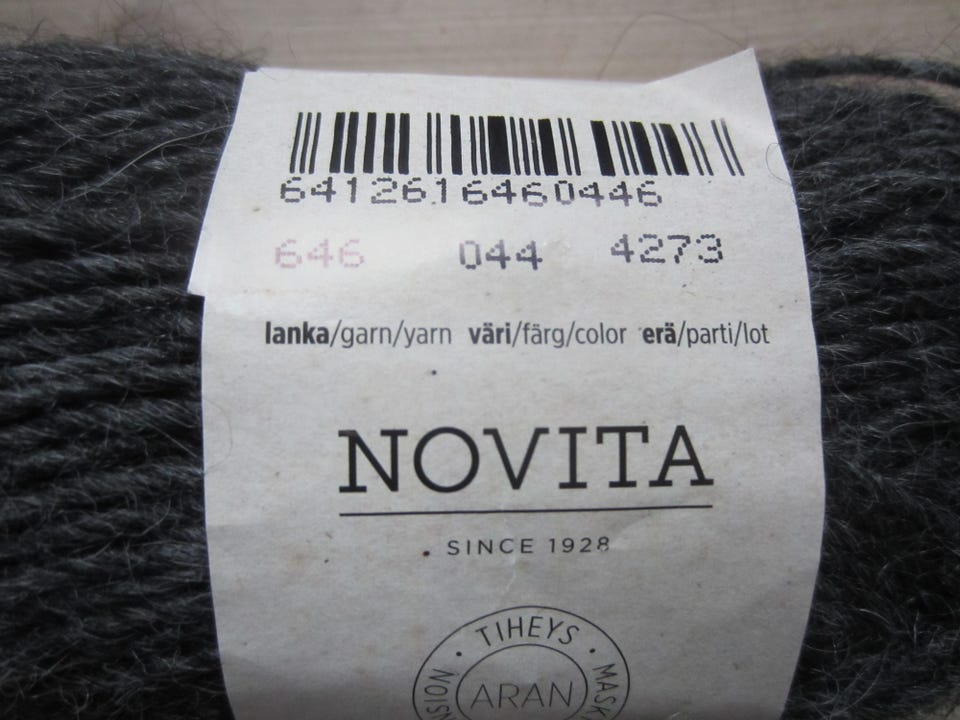 6412616460446
646 044 4273
lanka/garn/yarn väri/färg/color erä/parti/lot
NOVITA
SINCE 1928
TIHEYS
ARAN